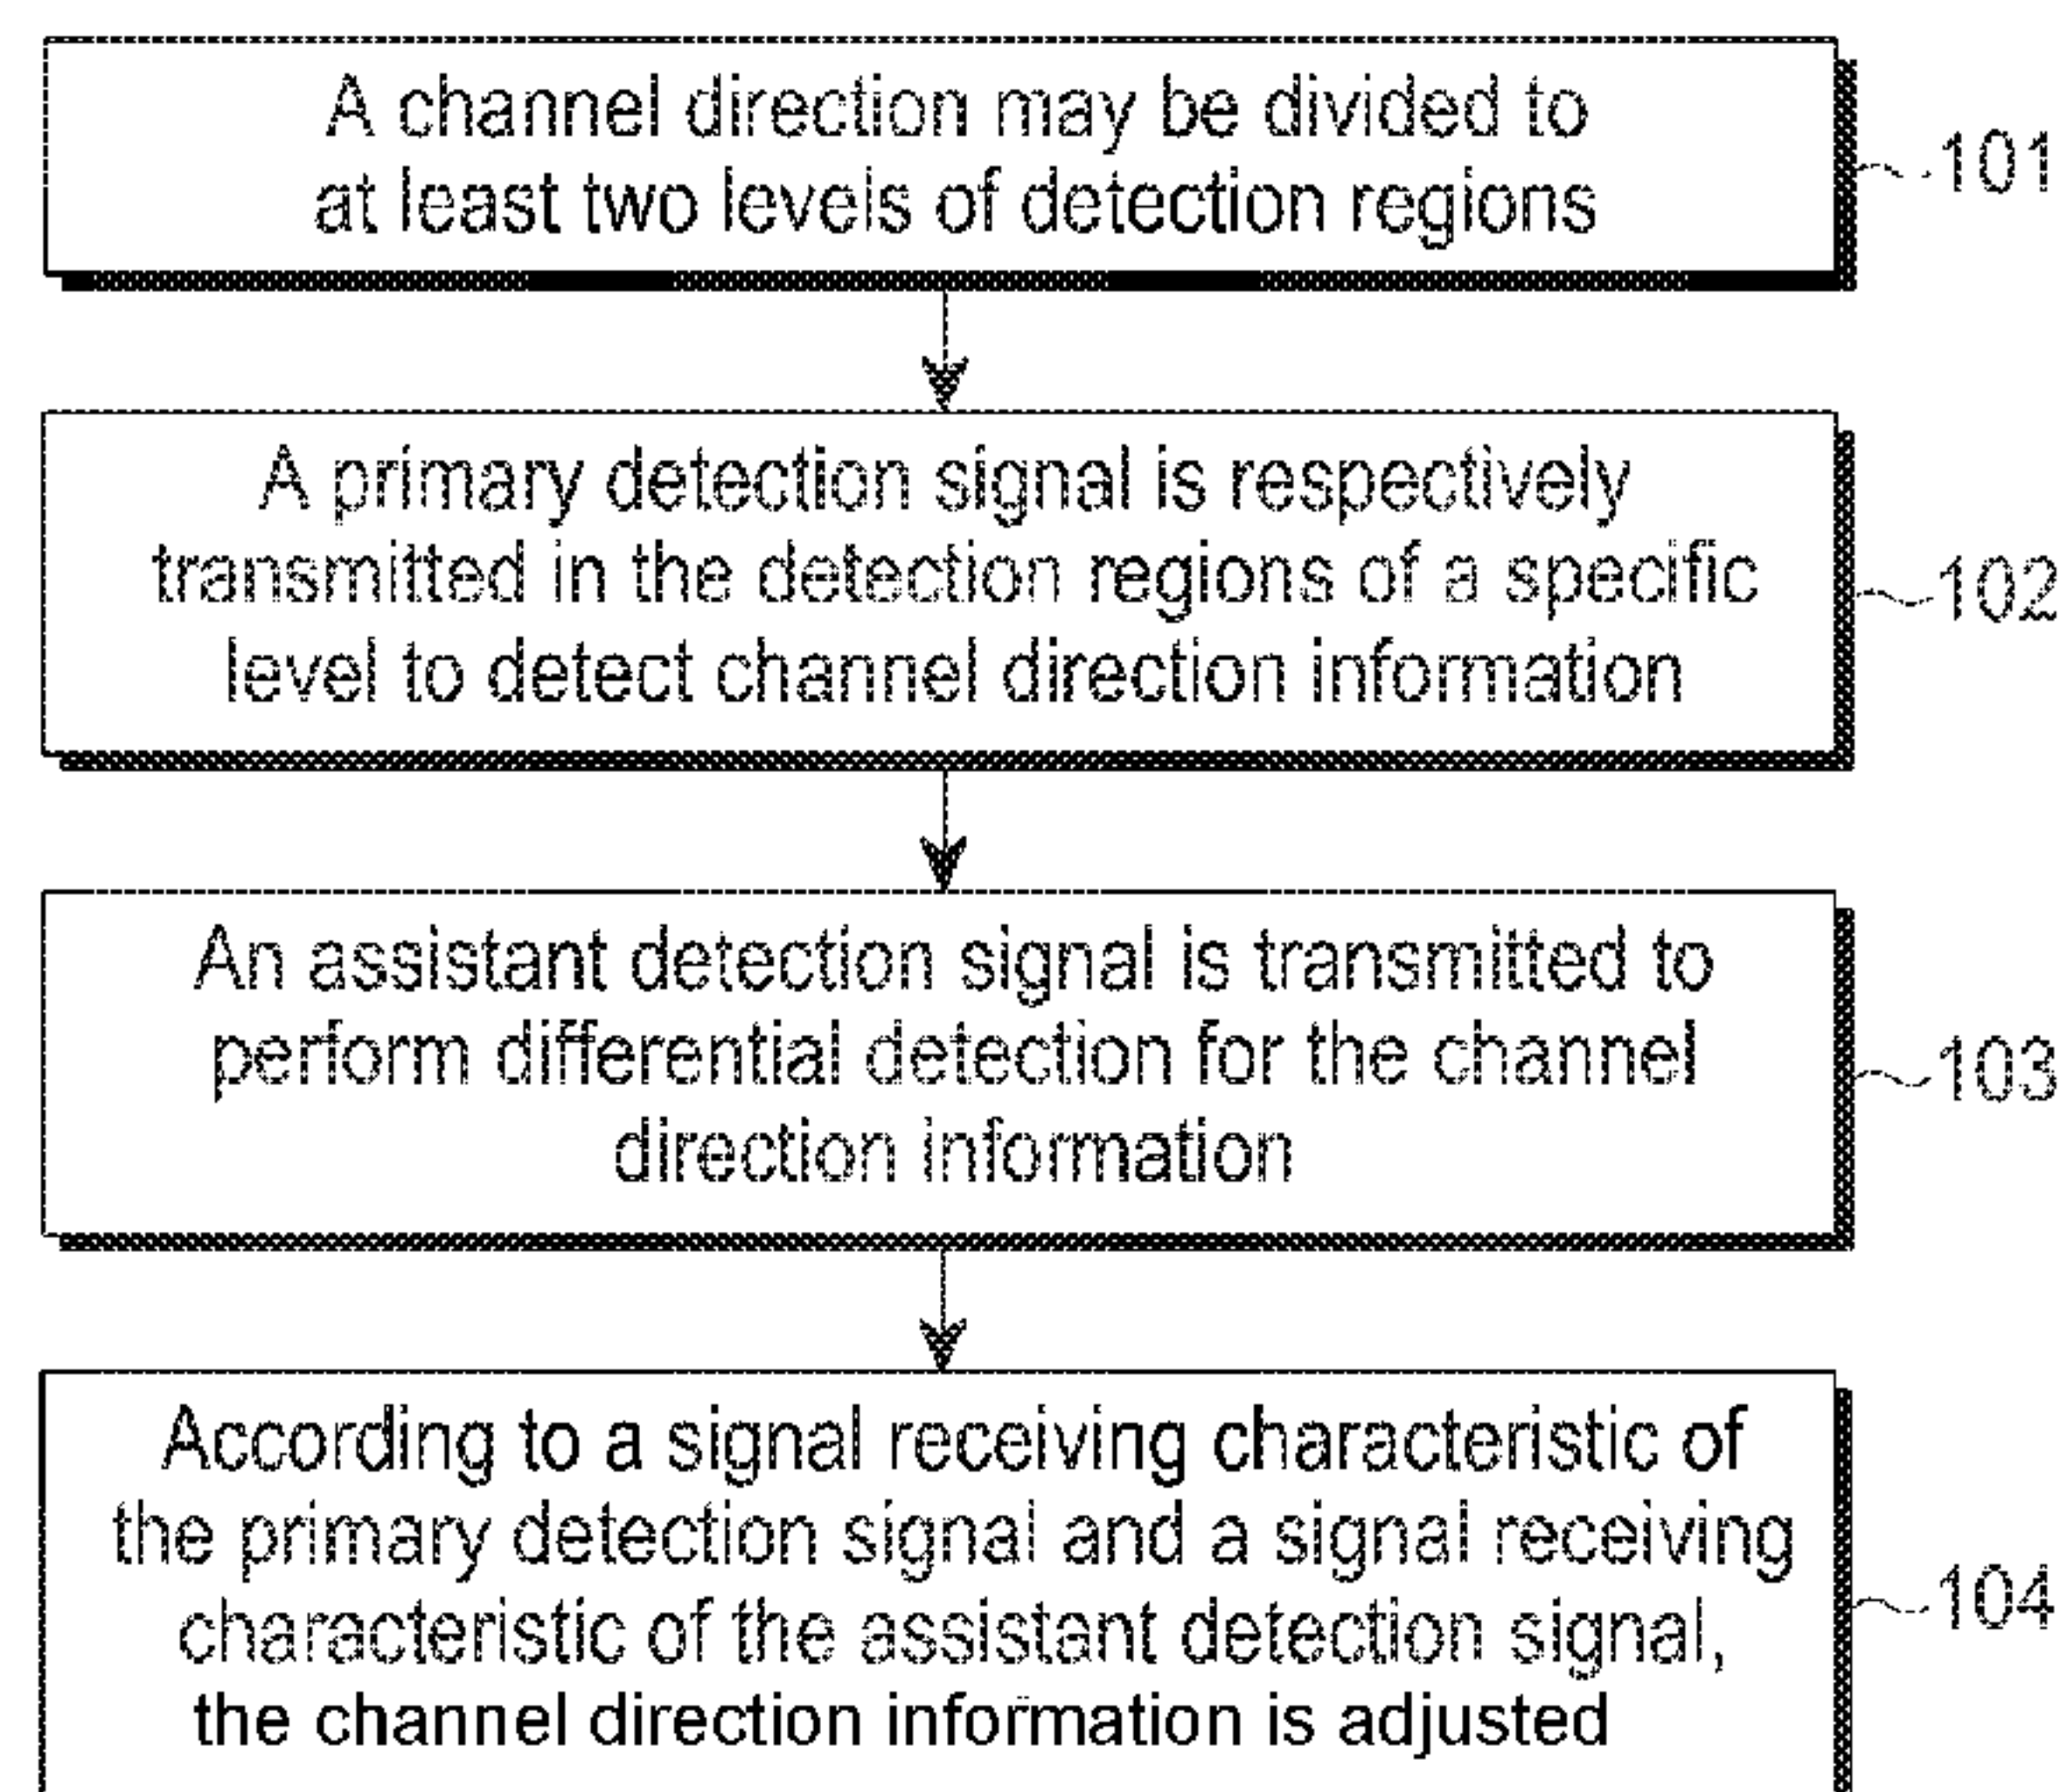 A channel direction may be divided to
at least two levels of detection regions
101
A primary detection signal is respectively
transmitted in the detection regions of a specific
level to detect channel direction information
102
An assistant detection signal is transmitted to
perform differential detection for the channel
direction information
103
According to a signal receiving characteristic of
the primary detection signal and a signal receiving
characteristic of the assistant detection signal,
the channel direction information is adjusted
104